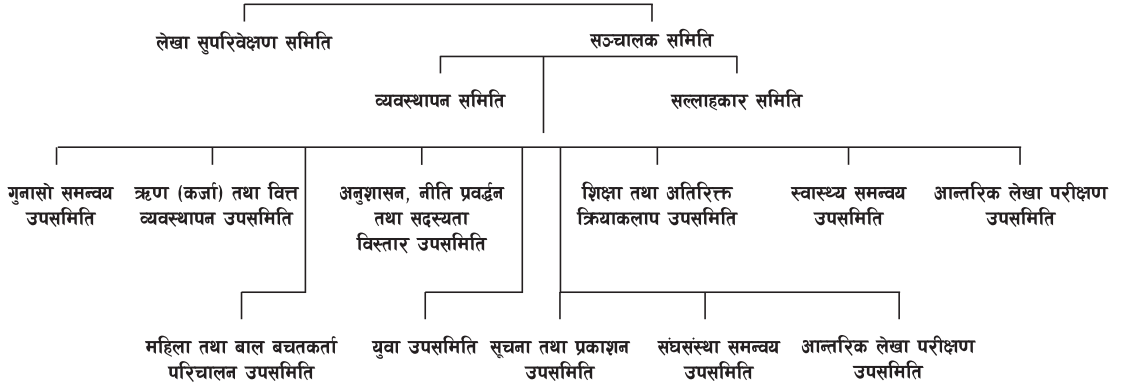 लेखा सुपरिवेक्षण समिति
सञ्चालक समिति
व्यवस्थापन समिति
सल्लाहकार समिति
गुनासो समन्वय
उपसमिति
ऋण (कर्जा) तथा वित्त
व्यवस्थापन उपसमिति
अनुशासन, नीति प्रवर्द्धन
तथा सदस्यता
विस्तार उपसमिति
शिक्षा तथा अतिरिक्त
क्रियाकलाप उपसमिति
स्वास्थ्य समन्वय
उपसमिति
आन्तरिक लेखा परीक्षण
उपसमिति
महिला तथा बाल बचतकर्ता
परिचालन उपसमिति
युवा उपसमिति
सूचना तथा प्रकाशन
उपसमिति
संघसंस्था समन्वय
उपसमिति
आन्तरिक लेखा परीक्षण
उपसमिति